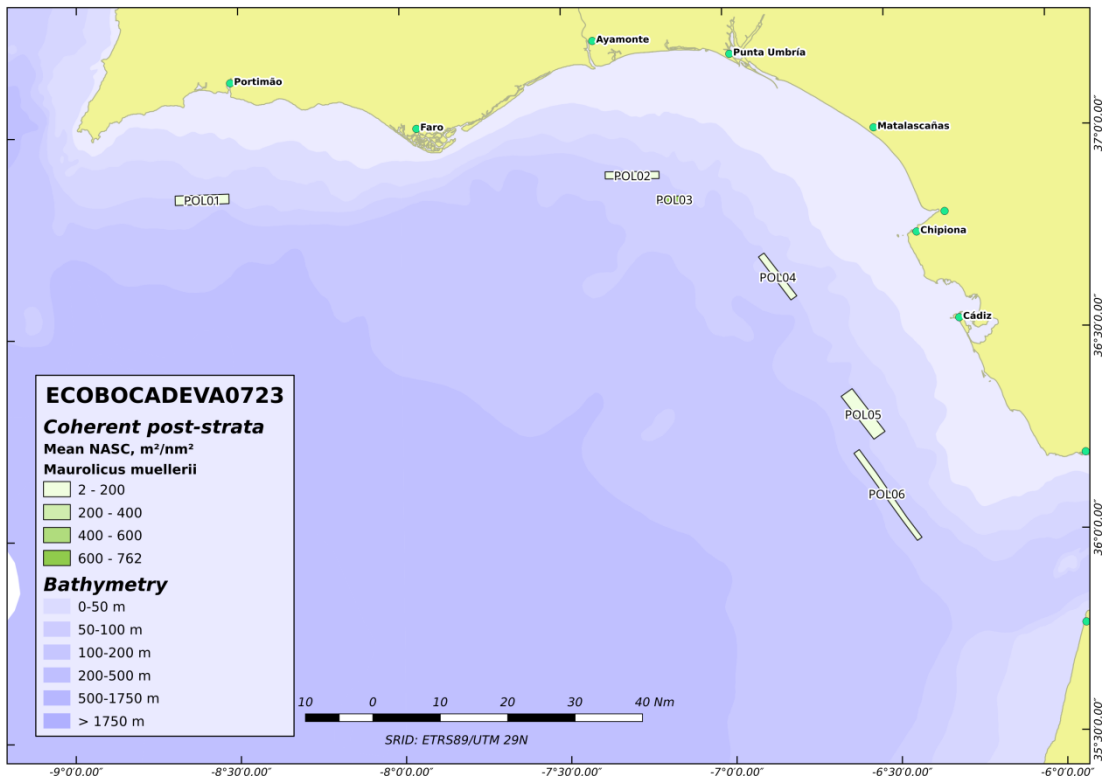 Ayamonte
Punta Umbría
Portimão
Faro
Matalascañas
37°0'0.00"
POL01
POL02
POL03
Chipiona
POL04
Cádiz
36°30'0.00"
ECOBOCADEVA0723
Coherent post-strata
Mean NASC, m²/nm²
Maurolicus muellerii
2 - 200
200 - 400
400 - 600
600 - 762
Bathymetry
0-50 m
50-100 m
100-200 m
200-500 m
500-1750 m
> 1750 m
POL05
POL06
36°0'0.00"
10 0 10 20 30 40 Nm
SRID: ETRS89/UTM 29N
35°30'0.00"
-9°0'0.00" -8°30'0.00" -8°0'0.00" -7°30'0.00" -7°0'0.00" -6°30'0.00" -6°0'0.00"